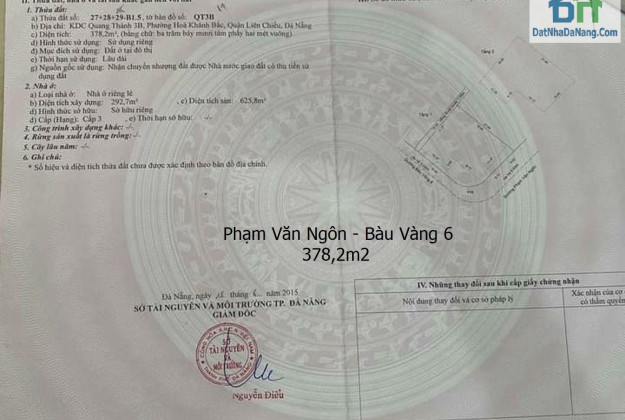 1. Thửa đất:
a) Thửa đất số: 27+28+29-B1.5, tờ bản đồ số: QT3B
b) Địa chỉ: KDC Quang Thành 3B, Phường Hoà Khánh Bắc, Quận Liên Chiểu, Đà Nẵng
c) Diện tích: 378,2m² (bằng chữ: ba trăm bảy mươi tám phẩy hai mét vuông)
d) Hình thức sử dụng: Sử dụng riêng
đ) Mục đích sử dụng: Đất ở tại đô thị
e) Thời hạn sử dụng: Lâu dài
g) Nguồn gốc sử dụng: Nhận chuyển nhượng đất được Nhà nước giao đất có thu tiền sử
dụng đất
2. Nhà ở:
a) Loại nhà ở: Nhà ở riêng lẻ
b) Diện tích xây dựng: 292,7m², c) Diện tích sàn: 625,8m²
d) Hình thức sở hữu: Sở hữu riêng
đ) Cấp (Hạng): Cấp 3 , e) Thời hạn sở hữu: -/-
3. Công trình xây dựng khác: -/-
4. Rừng sản xuất là rừng trồng: -/-
5. Cây lâu năm: -/-
6. Ghi chú:
* Số hiệu và diện tích thửa đất chưa được xác định theo bản đồ địa chính.
DatNhaDaNang.Com
Tầng 2
Tầng 1
Phạm Văn Ngôn - Bàu Vàng 6
378,2m2
Đà Nẵng, ngày tháng năm 2015
SỞ TÀI NGUYÊN VÀ MÔI TRƯỜNG TP. ĐÀ NẴNG
GIÁM ĐỐC
SỞ
TÀI NGUYÊN
VÀ
MÔI TRƯỜNG
Nguyễn Điểu
IV. Những thay đổi sau khi cấp giấy chứng nhận
Nội dung thay đổi và cơ sở pháp lý
Xác nhận của cơ
có thẩm quyền